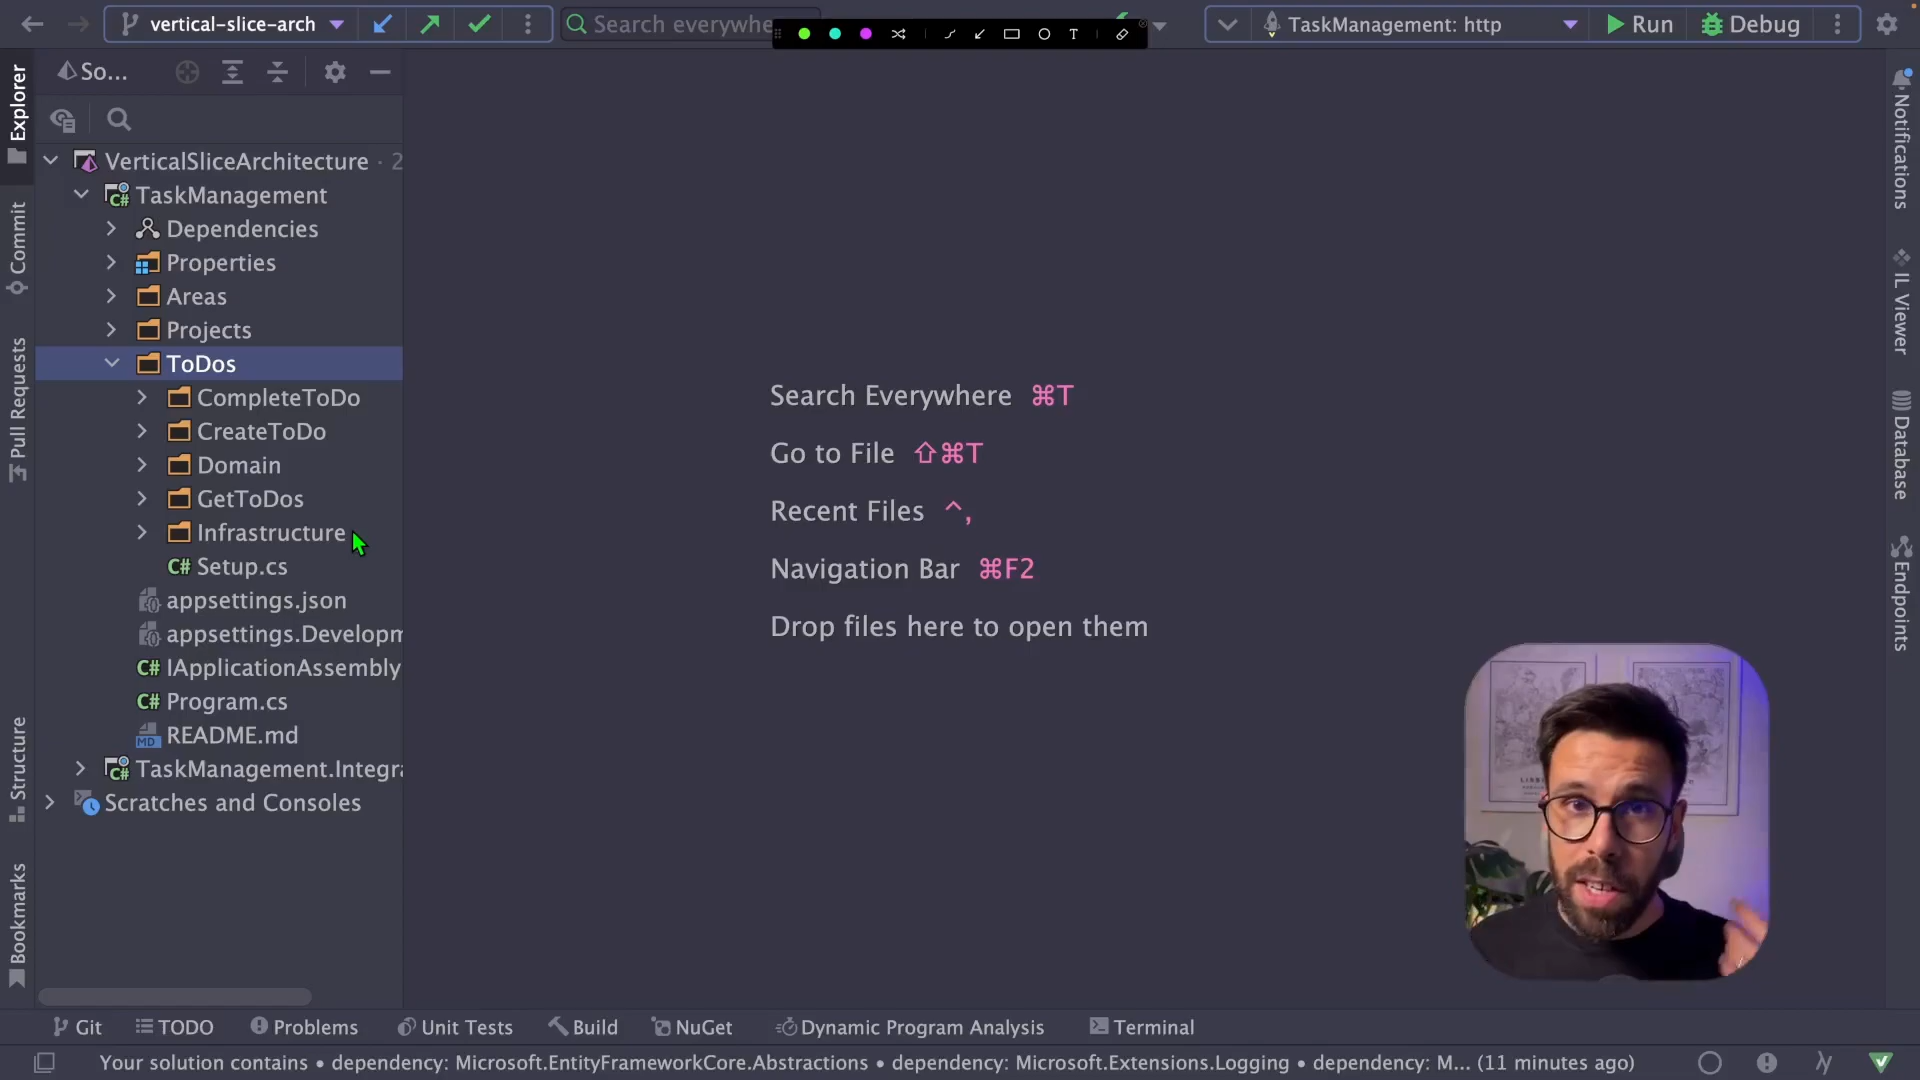 vertical-slice-arch
Search everywhe
T
TaskManagement: http
Run
Debug
So...
Explorer
Commit
Pull Requests
Structure
Bookmarks
VerticalSliceArchitecture · 2
TaskManagement
Dependencies
Properties
Areas
Projects
ToDos
CompleteToDo
CreateToDo
Domain
GetToDos
Infrastructure
C# Setup.cs
appsettings.json
appsettings.Developm
C# IApplicationAssembly
C# Program.cs
MD README.md
TaskManagement.Integra
Scratches and Consoles
Search Everywhere ⌘T
Go to File ⇧⌘T
Recent Files ^,
Navigation Bar ⌘F2
Drop files here to open them
Notifications
IL Viewer
Database
Endpoints
Git
TODO
Problems
Unit Tests
Build
NuGet
Dynamic Program Analysis
Terminal
Your solution contains • dependency: Microsoft.EntityFrameworkCore.Abstractions • dependency: Microsoft.Extensions.Logging • dependency: M... (11 minutes ago)